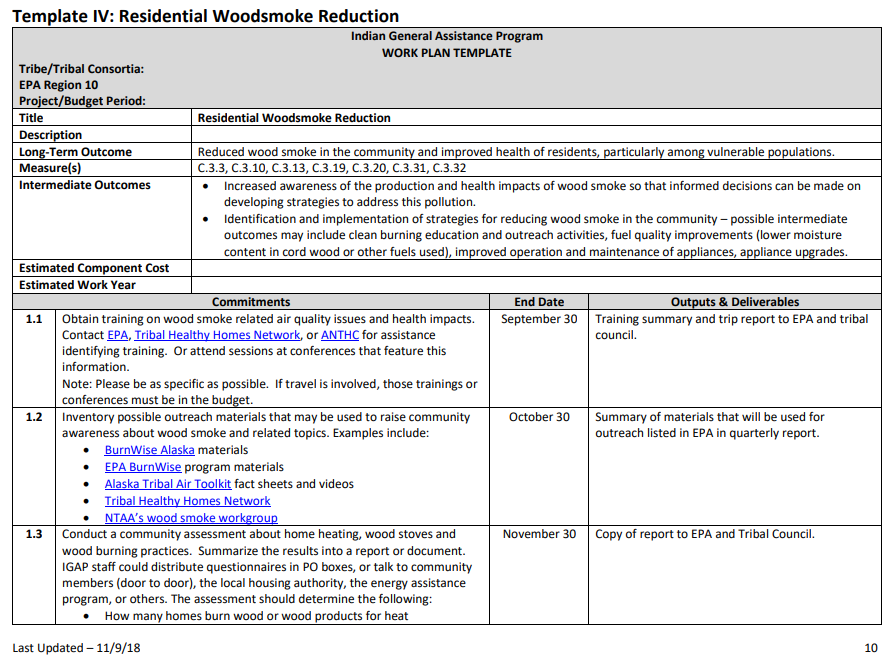 Template IV: Residential Woodsmoke Reduction
Indian General Assistance Program
WORK PLAN TEMPLATE
Tribe/Tribal Consortia:
EPA Region 10
Project/Budget Period:
Title Residential Woodsmoke Reduction
Description
Long-Term Outcome Reduced wood smoke in the community and improved health of residents, particularly among vulnerable populations.
Measure(s) C.3.3, C.3.10, C.3.13, C.3.19, C.3.20, C.3.31, C.3.32
Intermediate Outcomes • Increased awareness of the production and health impacts of wood smoke so that informed decisions can be made on
developing strategies to address this pollution.
• Identification and implementation of strategies for reducing wood smoke in the community – possible intermediate
outcomes may include clean burning education and outreach activities, fuel quality improvements (lower moisture
content in cord wood or other fuels used), improved operation and maintenance of appliances, appliance upgrades.
Estimated Component Cost
Estimated Work Year
Commitments End Date Outputs & Deliverables
1.1 Obtain training on wood smoke related air quality issues and health impacts. September 30 Training summary and trip report to EPA and tribal
Contact EPA, Tribal Healthy Homes Network, or ANTHC for assistance council.
identifying training. Or attend sessions at conferences that feature this
information.
Note: Please be as specific as possible. If travel is involved, those trainings or
conferences must be in the budget.
1.2 Inventory possible outreach materials that may be used to raise community October 30 Summary of materials that will be used for
awareness about wood smoke and related topics. Examples include: outreach listed in EPA in quarterly report.
• BurnWise Alaska materials
• EPA BurnWise program materials
• Alaska Tribal Air Toolkit fact sheets and videos
• Tribal Healthy Homes Network
• NTAA's wood smoke workgroup
1.3 Conduct a community assessment about home heating, wood stoves and November 30 Copy of report to EPA and Tribal Council.
wood burning practices. Summarize the results into a report or document.
IGAP staff could distribute questionnaires in PO boxes, or talk to community
members (door to door), the local housing authority, the energy assistance
program, or others. The assessment should determine the following:
• How many homes burn wood or wood products for heat
Last Updated – 11/9/18 10